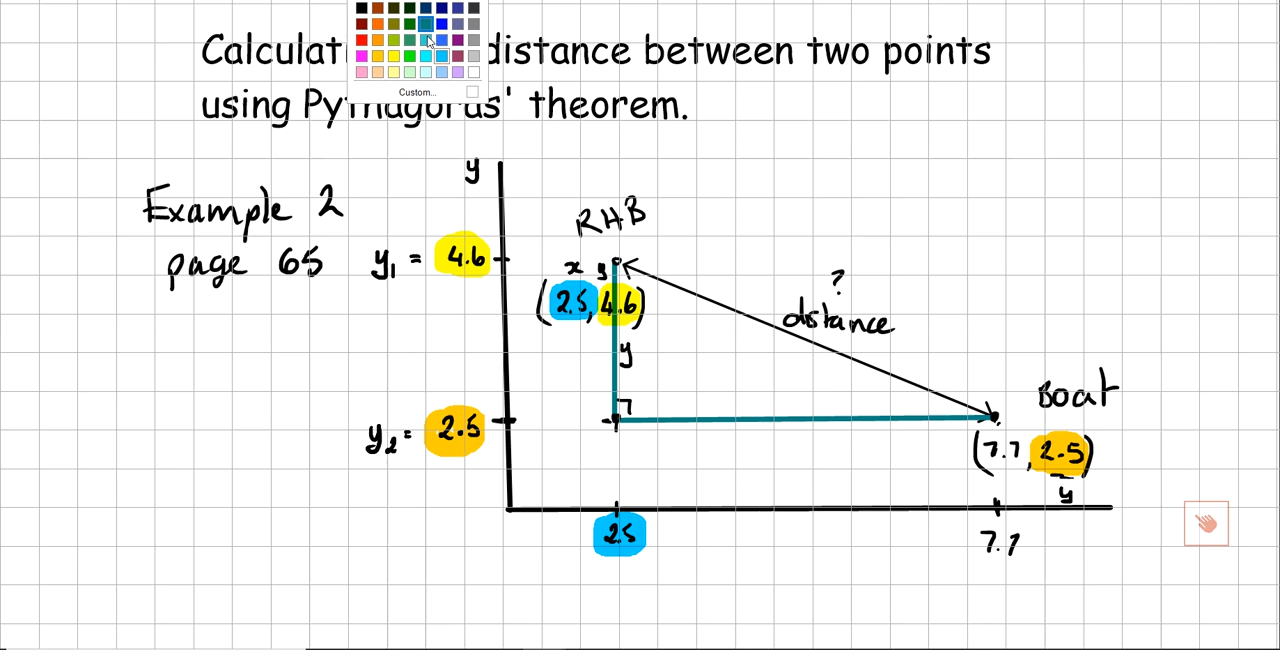 Custom...
Calculat distance between two points
using Pythagoras' theorem.
y
Example 2
page 65
RHB
y₁ = 4.6
x y
(2.5, 4.6)
?
distance
y
Boat
y₂ = 2.5
(7.7, 2.5)
y
2.5
7.7